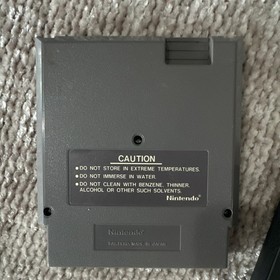 CAUTION
• DO NOT STORE IN EXTREME TEMPERATURES.
• DO NOT IMMERSE IN WATER.
• DO NOT CLEAN WITH BENZENE, THINNER,
ALCOHOL OR OTHER SUCH SOLVENTS.
Nintendo®
Nintendo